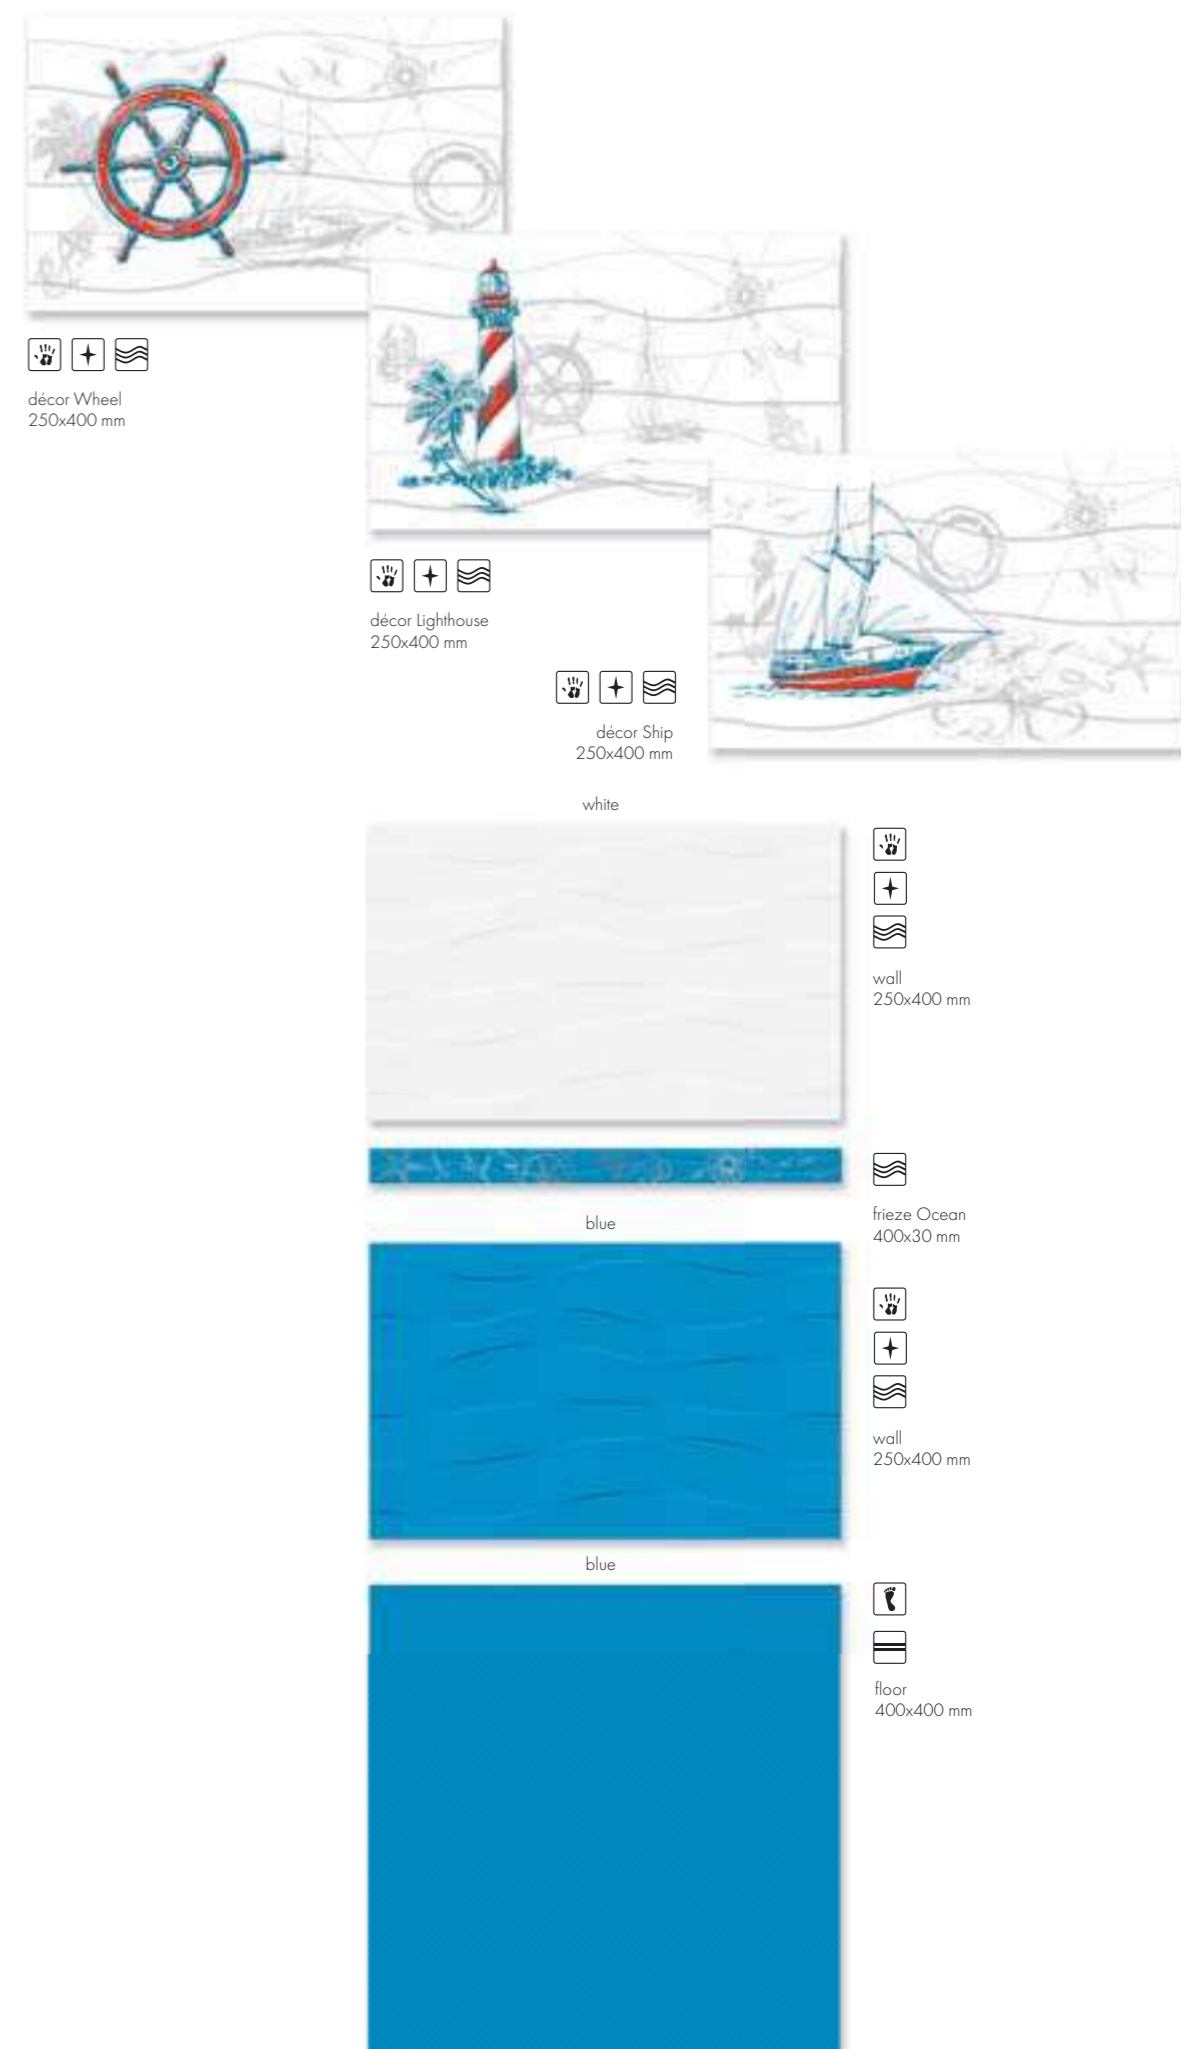 décor Wheel
250x400 mm
décor Lighthouse
250x400 mm
décor Ship
250x400 mm
white
wall
250x400 mm
frieze Ocean
400x30 mm
blue
wall
250x400 mm
blue
floor
400x400 mm